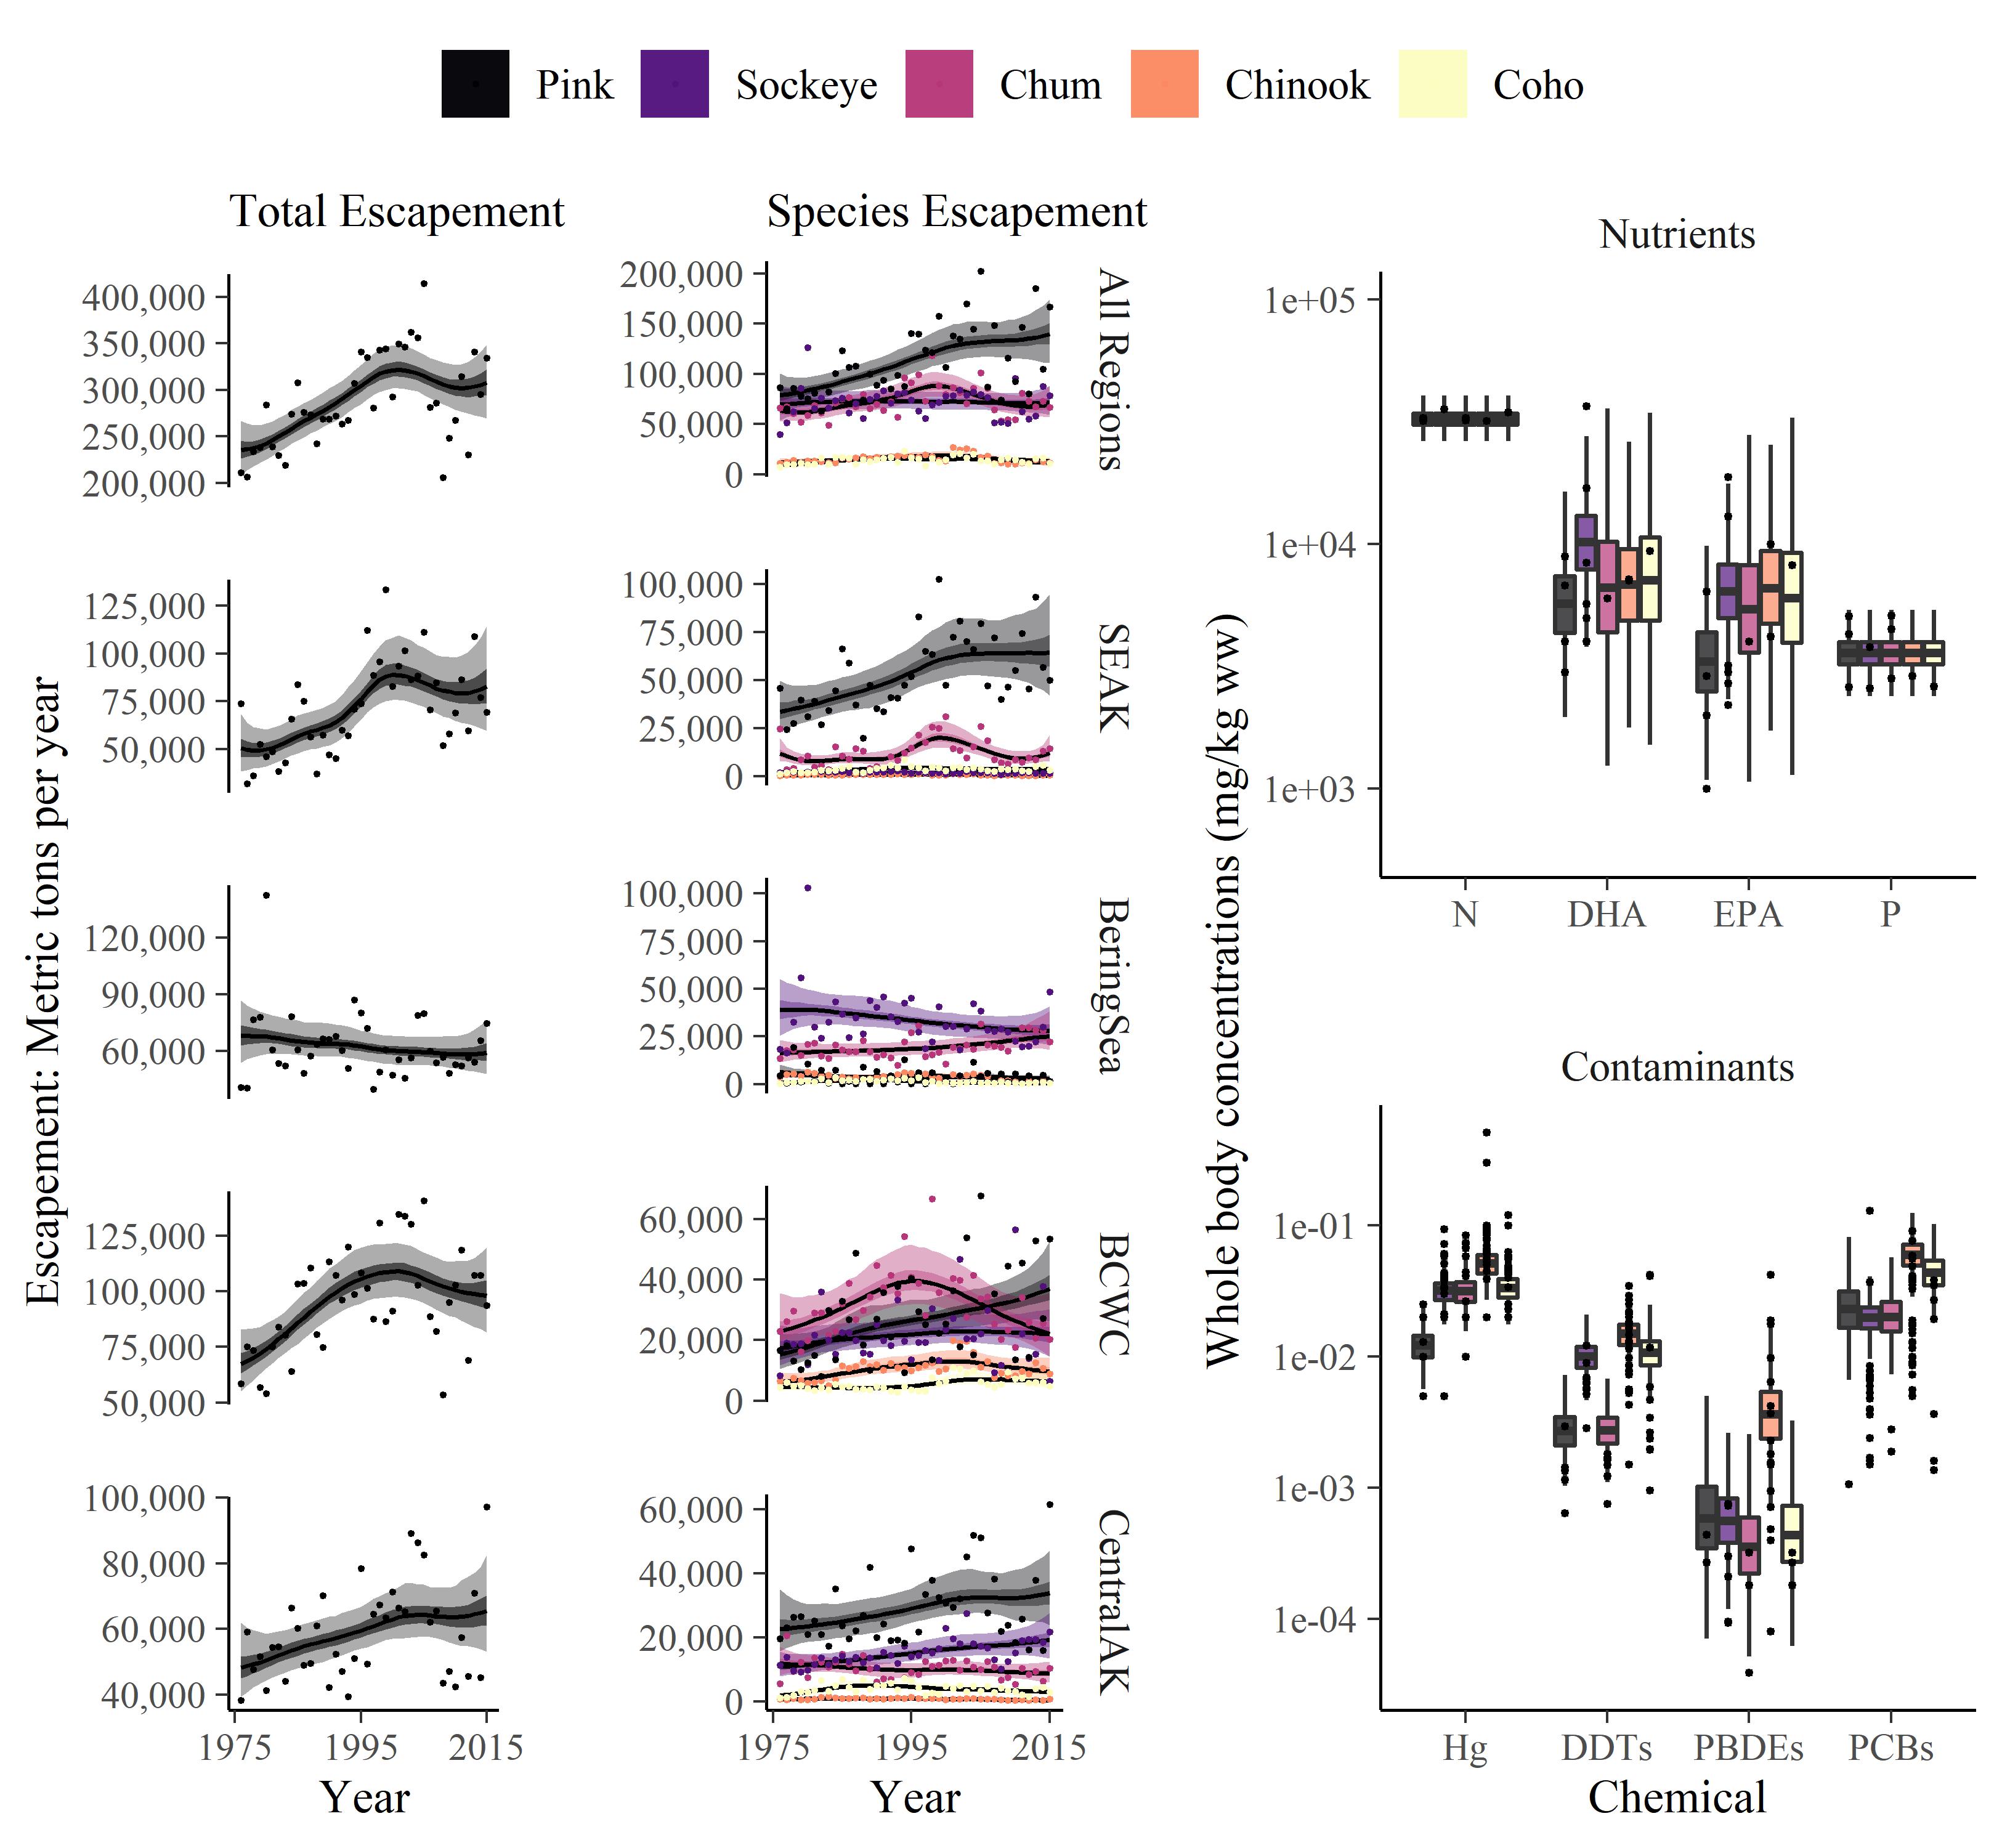 Pink Sockeye Chum Chinook Coho
Total Escapement
Species Escapement
Nutrients
Contaminants
Escapement: Metric tons per year
400,000
350,000
300,000
250,000
200,000
125,000
100,000
75,000
50,000
120,000
90,000
60,000
125,000
100,000
75,000
50,000
100,000
80,000
60,000
40,000
1975 1995 2015
Year
200,000
150,000
100,000
50,000
0
All Regions
100,000
75,000
50,000
25,000
0
SEAK
100,000
75,000
50,000
25,000
0
BeringSea
60,000
40,000
20,000
0
BCWC
60,000
40,000
20,000
0
CentralAK
1975 1995 2015
Year
Whole body concentrations (mg/kg ww)
1e+05
1e+04
1e+03
N DHA EPA P
1e-01
1e-02
1e-03
1e-04
Hg DDTs PBDEs PCBs
Chemical